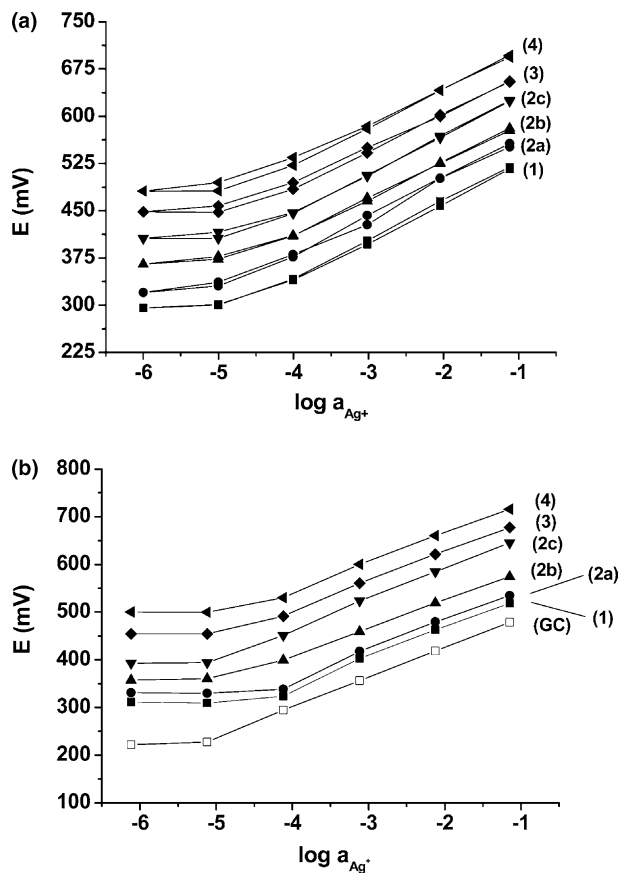 (a)
750
675
600
525
450
375
300
225
E (mV)
(4)
(3)
(2c)
(2b)
(2a)
(1)
-6 -5 -4 -3 -2 -1
log a Ag+
(b)
800
700
600
500
400
300
200
100
E (mV)
(4)
(3)
(2c)
(2b)
(2a)
(1)
(GC)
-6 -5 -4 -3 -2 -1
log a Ag+